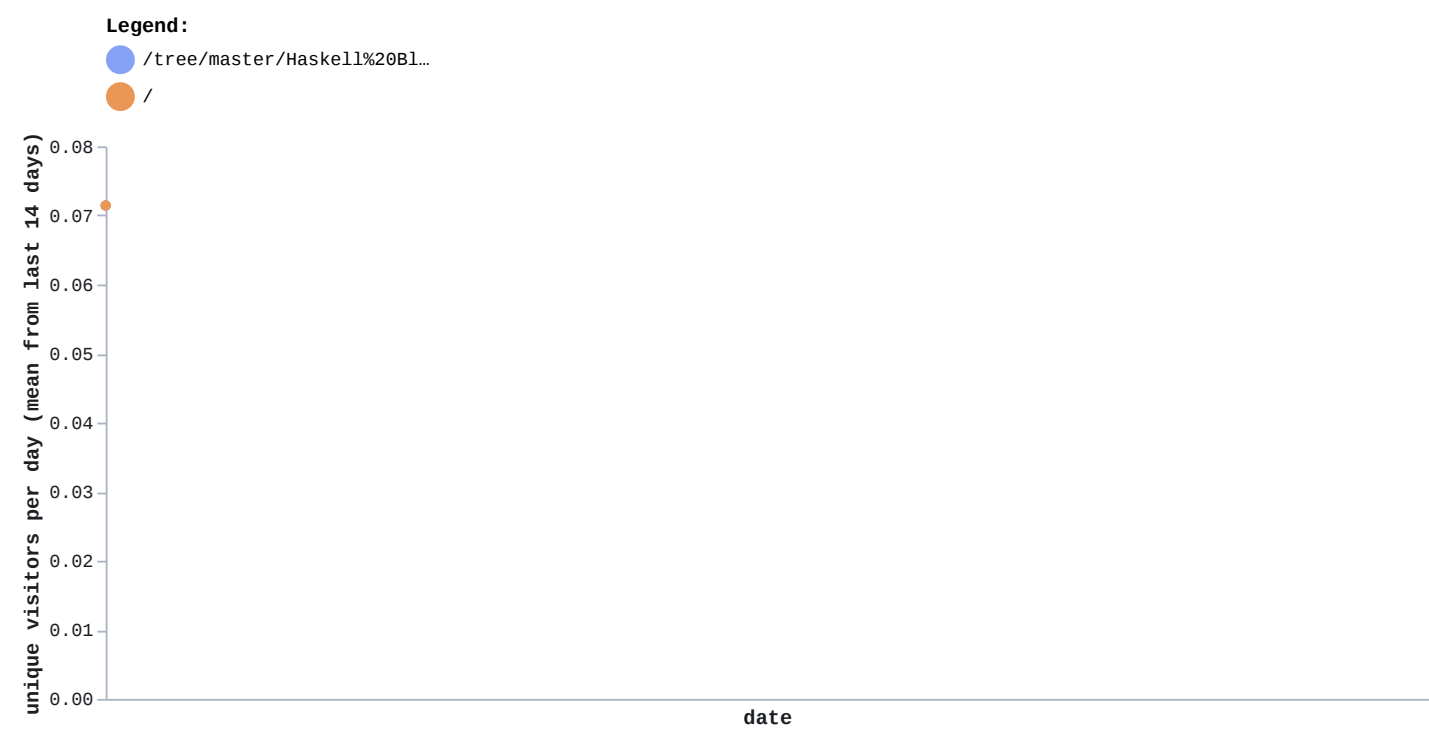 Legend:
/tree/master/Haskell%20Bl…
/
unique visitors per day (mean from last 14 days)
0.08
0.07
0.06
0.05
0.04
0.03
0.02
0.01
0.00
date